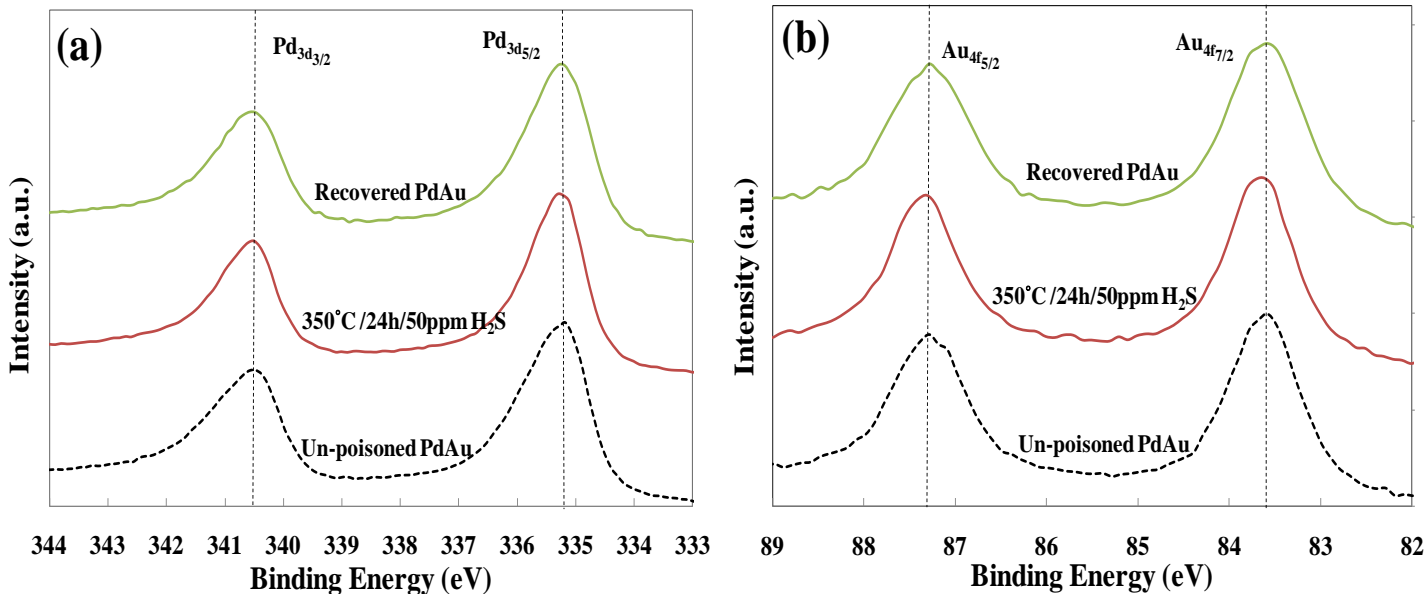 (a)
Pd3d3/2
Pd3d5/2
Recovered PdAu
350°C /24h/50ppm H2S
Un-poisoned PdAu
Intensity (a.u.)
344 343 342 341 340 339 338 337 336 335 334 333
Binding Energy (eV)
(b)
Au4f5/2
Au4f7/2
Recovered PdAu
350°C /24h/50ppm H2S
Un-poisoned PdAu
Intensity (a.u.)
89 88 87 86 85 84 83 82
Binding Energy (eV)